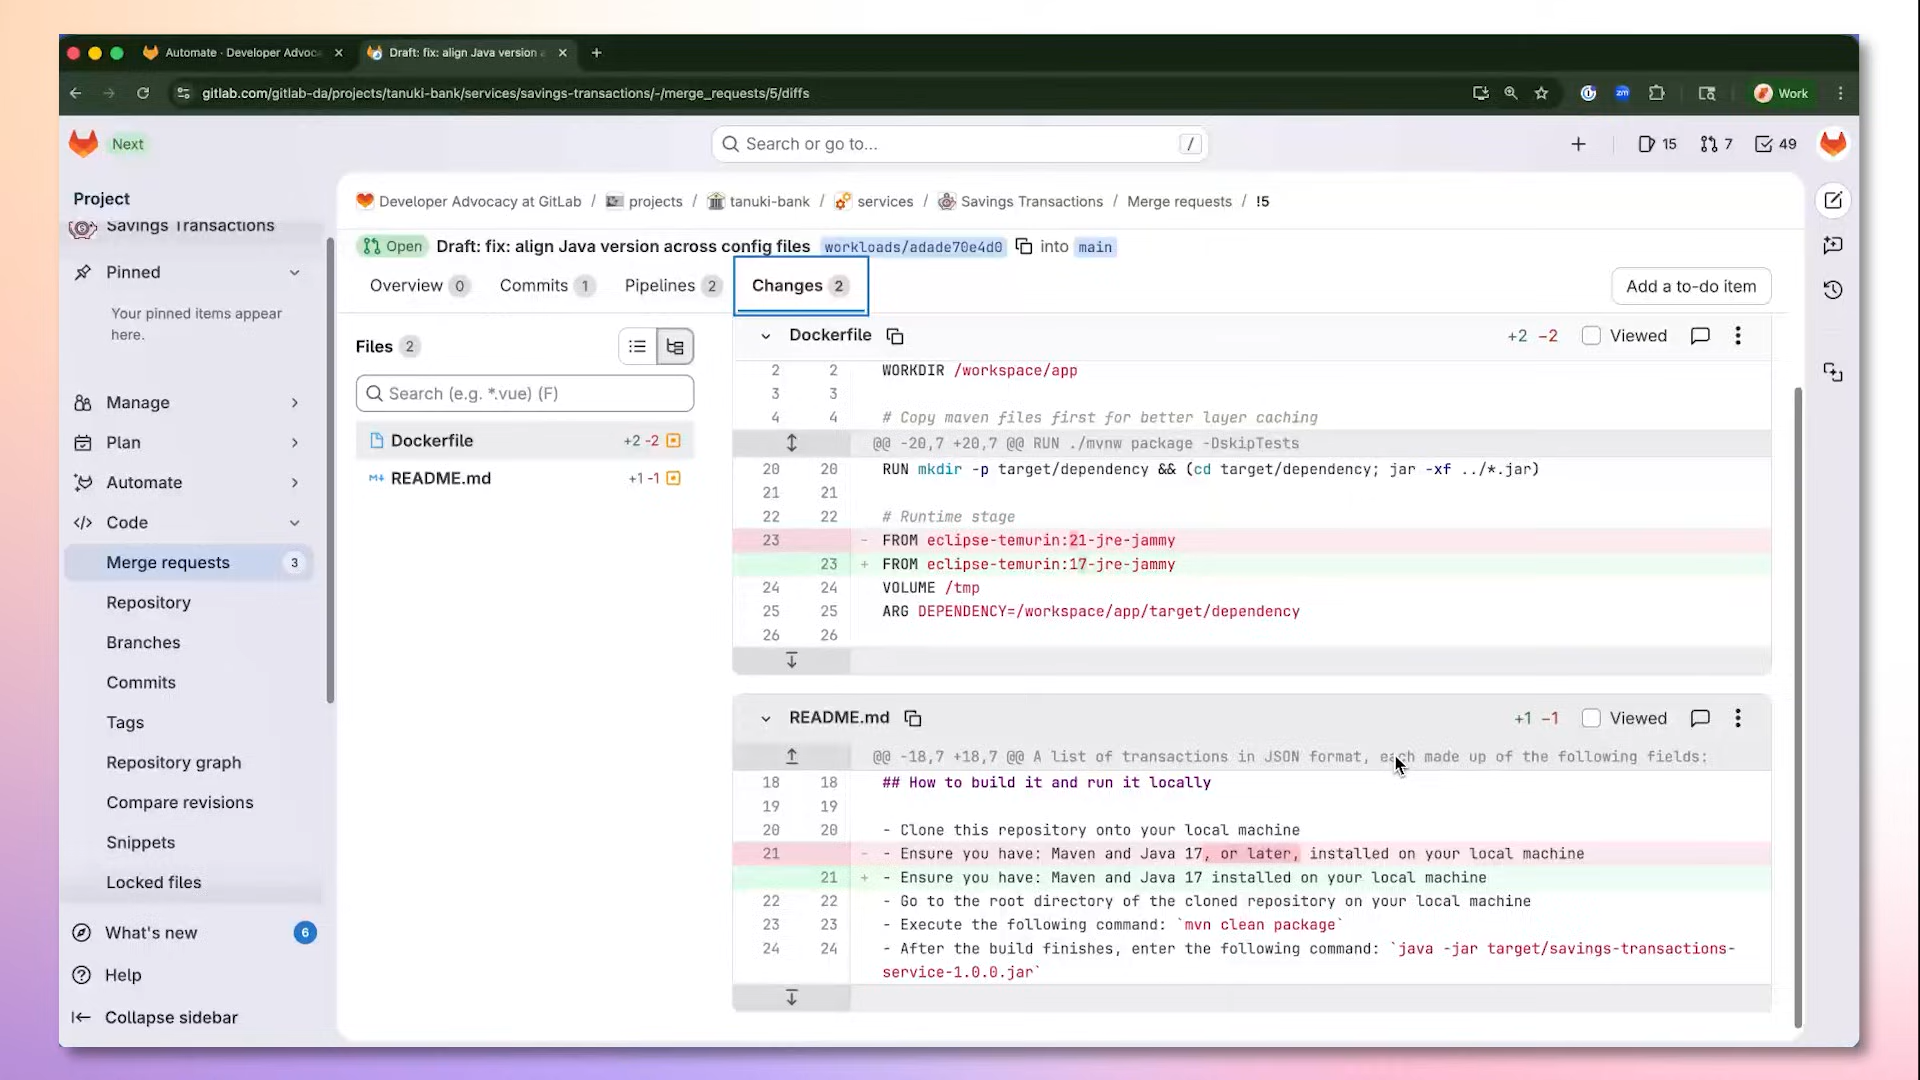 Automate · Developer Advoc
Draft: fix: align Java version
gitlab.com/gitlab-da/projects/tanuki-bank/services/savings-transactions/-/merge_requests/5/diffs
zm
Work
Next
Search or go to...
/
15
7
49
Project
Savings Transactions
Pinned
Your pinned items appear
here.
Manage
Plan
Automate
Code
Merge requests 3
Repository
Branches
Commits
Tags
Repository graph
Compare revisions
Snippets
Locked files
What's new 6
Help
Collapse sidebar
Developer Advocacy at GitLab / projects / tanuki-bank / services / Savings Transactions / Merge requests / !5
Open Draft: fix: align Java version across config files workloads/adade70e4d0 into main
Overview 0 Commits 1 Pipelines 2 Changes 2
Add a to-do item
Files 2
Search (e.g. *.vue) (F)
Dockerfile +2 -2
README.md +1 -1
Dockerfile +2 −2 Viewed
2 2 WORKDIR /workspace/app
3 3
4 4 # Copy maven files first for better layer caching
@@ -20,7 +20,7 @@ RUN ./mvnw package -DskipTests
20 20 RUN mkdir -p target/dependency && (cd target/dependency; jar -xf ../*.jar)
21 21
22 22 # Runtime stage
23 - FROM eclipse-temurin:21-jre-jammy
23 + FROM eclipse-temurin:17-jre-jammy
24 24 VOLUME /tmp
25 25 ARG DEPENDENCY=/workspace/app/target/dependency
26 26
README.md +1 −1 Viewed
@@ -18,7 +18,7 @@ A list of transactions in JSON format, each made up of the following fields:
18 18 ## How to build it and run it locally
19 19
20 20 - Clone this repository onto your local machine
21 - - Ensure you have: Maven and Java 17, or later, installed on your local machine
21 + - Ensure you have: Maven and Java 17 installed on your local machine
22 22 - Go to the root directory of the cloned repository on your local machine
23 23 - Execute the following command: `mvn clean package`
24 24 - After the build finishes, enter the following command: `java -jar target/savings-transactions-
service-1.0.0.jar`